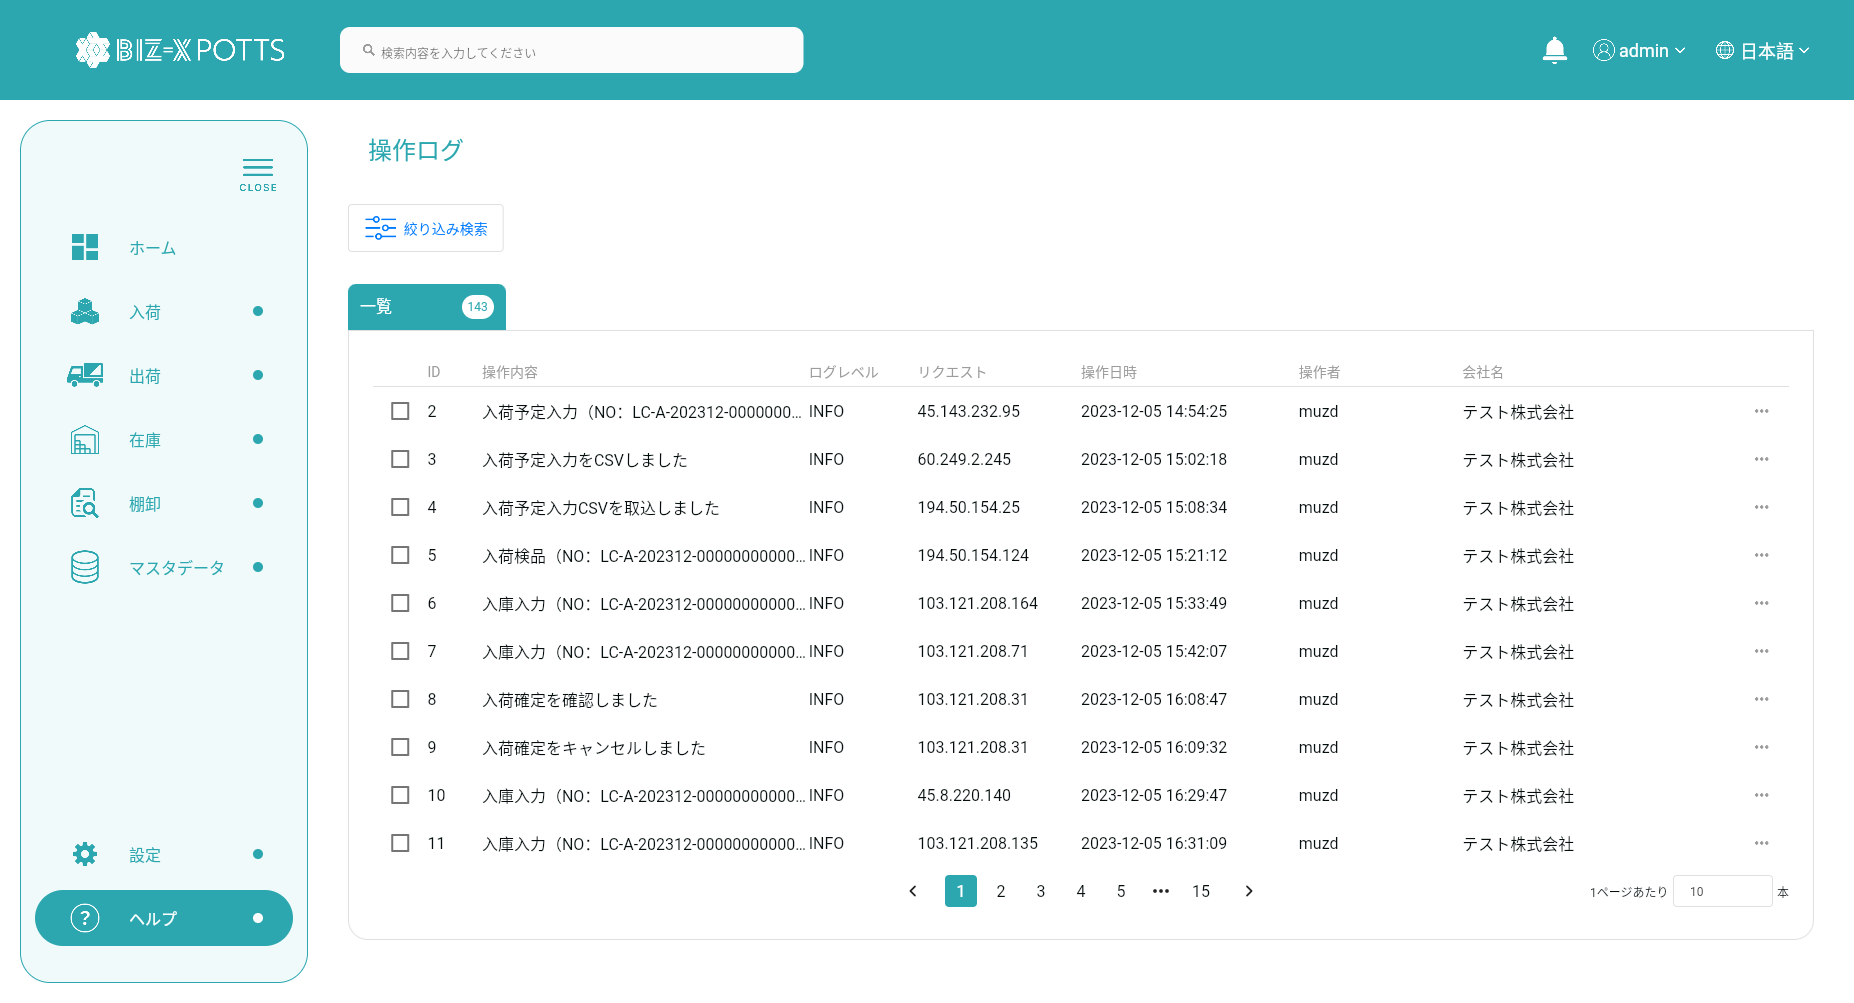 BIZ=X POTTS
検索内容を入力してください
admin
日本語
CLOSE
ホーム
入荷
出荷
在庫
棚卸
マスタデータ
設定
? ヘルプ
操作ログ
絞り込み検索
一覧 143
ID 操作内容 ログレベル リクエスト 操作日時 操作者 会社名
2 入荷予定入力（NO：LC-A-202312-0000000... INFO 45.143.232.95 2023-12-05 14:54:25 muzd テスト株式会社 ...
3 入荷予定入力をCSVしました INFO 60.249.2.245 2023-12-05 15:02:18 muzd テスト株式会社 ...
4 入荷予定入力CSVを取込しました INFO 194.50.154.25 2023-12-05 15:08:34 muzd テスト株式会社 ...
5 入荷検品（NO：LC-A-202312-00000000000... INFO 194.50.154.124 2023-12-05 15:21:12 muzd テスト株式会社 ...
6 入庫入力（NO：LC-A-202312-00000000000... INFO 103.121.208.164 2023-12-05 15:33:49 muzd テスト株式会社 ...
7 入庫入力（NO：LC-A-202312-00000000000... INFO 103.121.208.71 2023-12-05 15:42:07 muzd テスト株式会社 ...
8 入荷確定を確認しました INFO 103.121.208.31 2023-12-05 16:08:47 muzd テスト株式会社 ...
9 入荷確定をキャンセルしました INFO 103.121.208.31 2023-12-05 16:09:32 muzd テスト株式会社 ...
10 入庫入力（NO：LC-A-202312-00000000000... INFO 45.8.220.140 2023-12-05 16:29:47 muzd テスト株式会社 ...
11 入庫入力（NO：LC-A-202312-00000000000... INFO 103.121.208.135 2023-12-05 16:31:09 muzd テスト株式会社 ...
1 2 3 4 5 ••• 15
1ページあたり 10 本